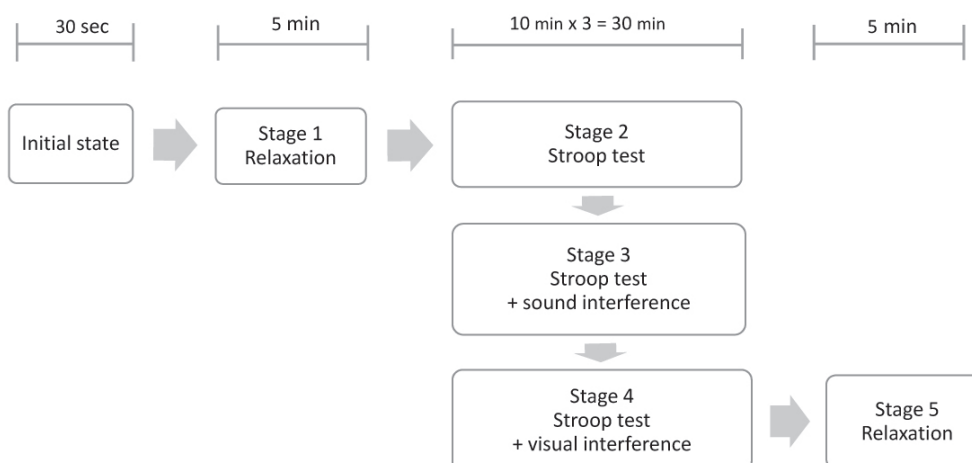 30 sec
5 min
10 min x 3 = 30 min
5 min
Initial state
Stage 1
Relaxation
Stage 2
Stroop test
Stage 3
Stroop test
+ sound interference
Stage 4
Stroop test
+ visual interference
Stage 5
Relaxation